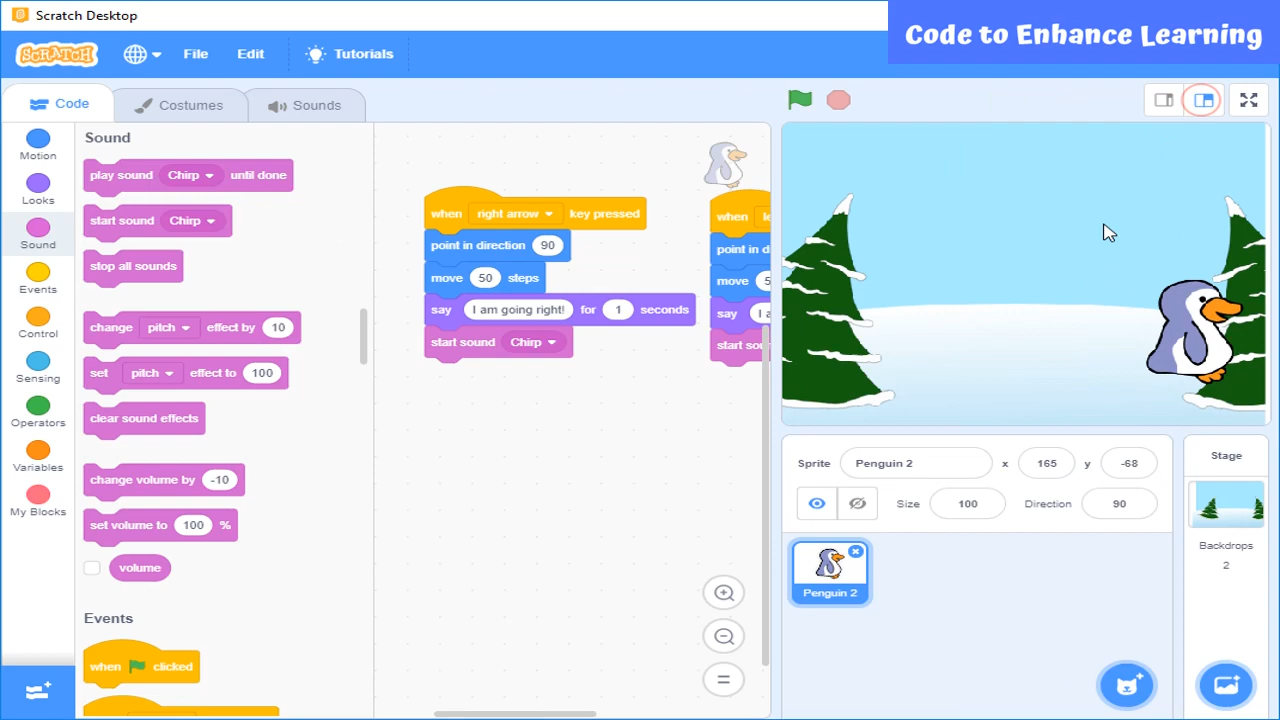 Scratch Desktop
Code to Enhance Learning
SCRATCH
File
Edit
Tutorials
Code
Costumes
Sounds
Motion
Looks
Sound
Events
Control
Sensing
Operators
Variables
My Blocks
Sound
play sound Chirp until done
start sound Chirp
stop all sounds
change pitch effect by 10
set pitch effect to 100
clear sound effects
change volume by -10
set volume to 100 %
volume
Events
when clicked
when right arrow key pressed
point in direction 90
move 50 steps
say I am going right! for 1 seconds
start sound Chirp
when
point in
move
say
start
Sprite Penguin 2 x 165 y -68
Size 100 Direction 90
Penguin 2
Stage
Backdrops
2